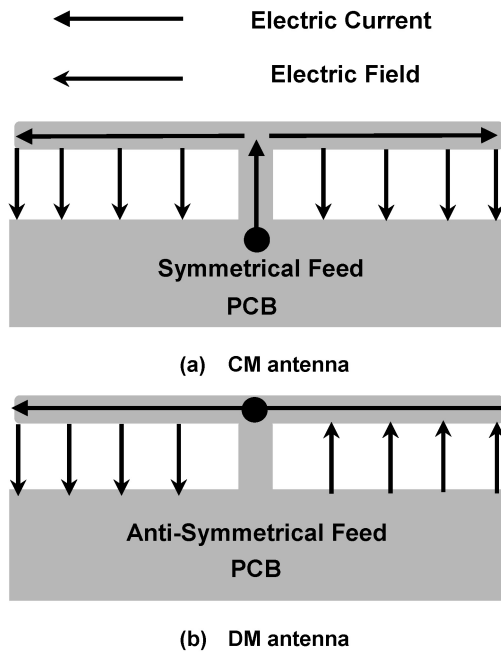 Electric Current
Electric Field
Symmetrical Feed
PCB
(a) CM antenna
Anti-Symmetrical Feed
PCB
(b) DM antenna